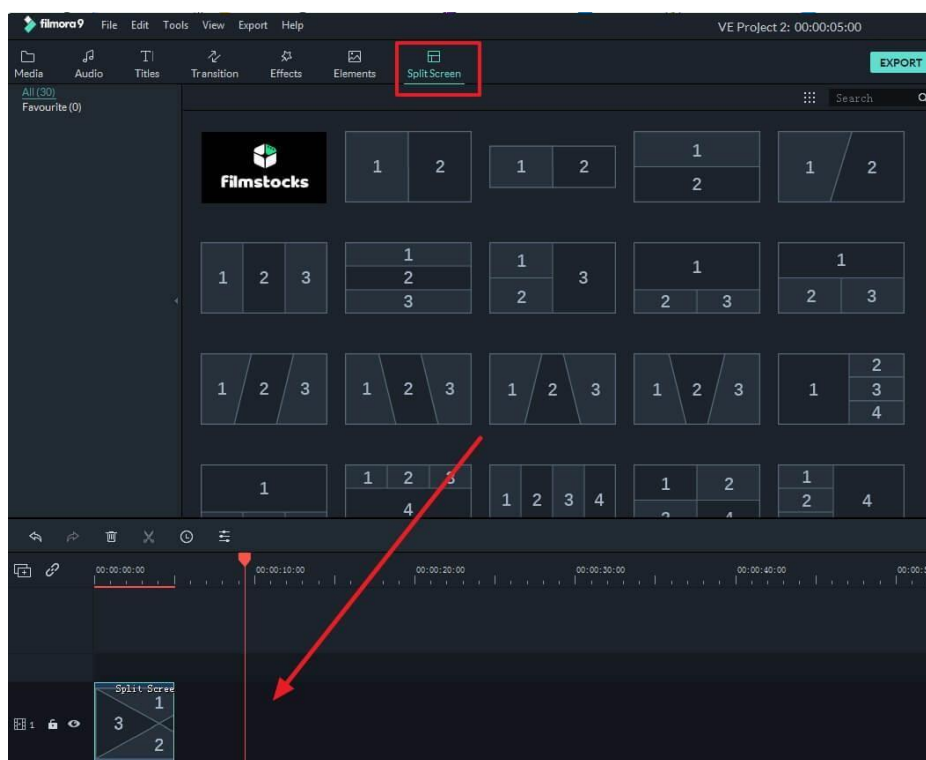 filmora9 File Edit Tools View Export Help VE Project 2: 00:00:05:00
Media Audio Titles Transition Effects Elements Split Screen EXPORT
All (30)
Favourite (0)
Search
filmstocks
1 2
1 2
1
2
1 2
1 2 3
1
2
3
1
2
3
1
2 3
1
2 3
1 2 3
1 2 3
1 2 3
1 2 3
1
2
3
4
1
1 2 3
4
1 2 3 4
1 2
1
2
4
00:00:00:00 00:00:10:00 00:00:20:00 00:00:30:00 00:00:40:00
Split Scree
1
3
2
1